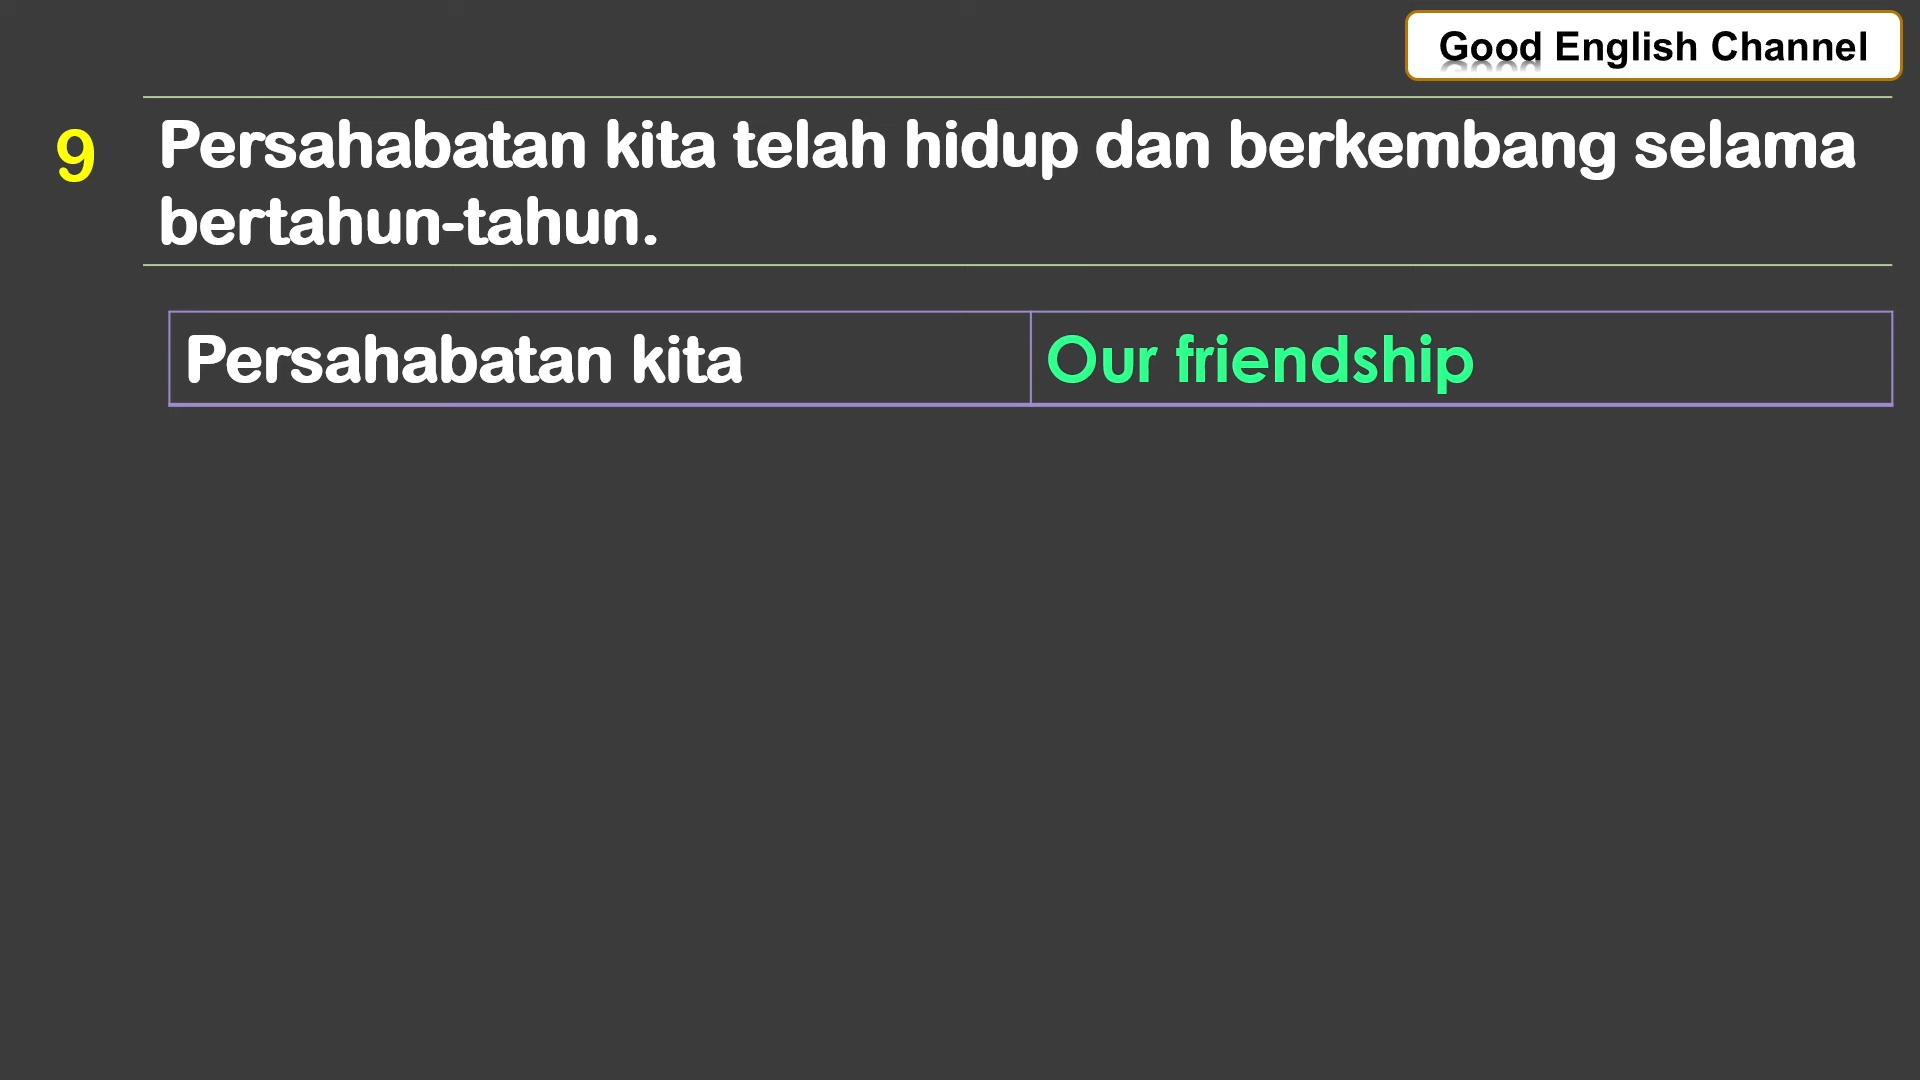 Good English Channel
9
Persahabatan kita telah hidup dan berkembang selama
bertahun-tahun.
Persahabatan kita
Our friendship